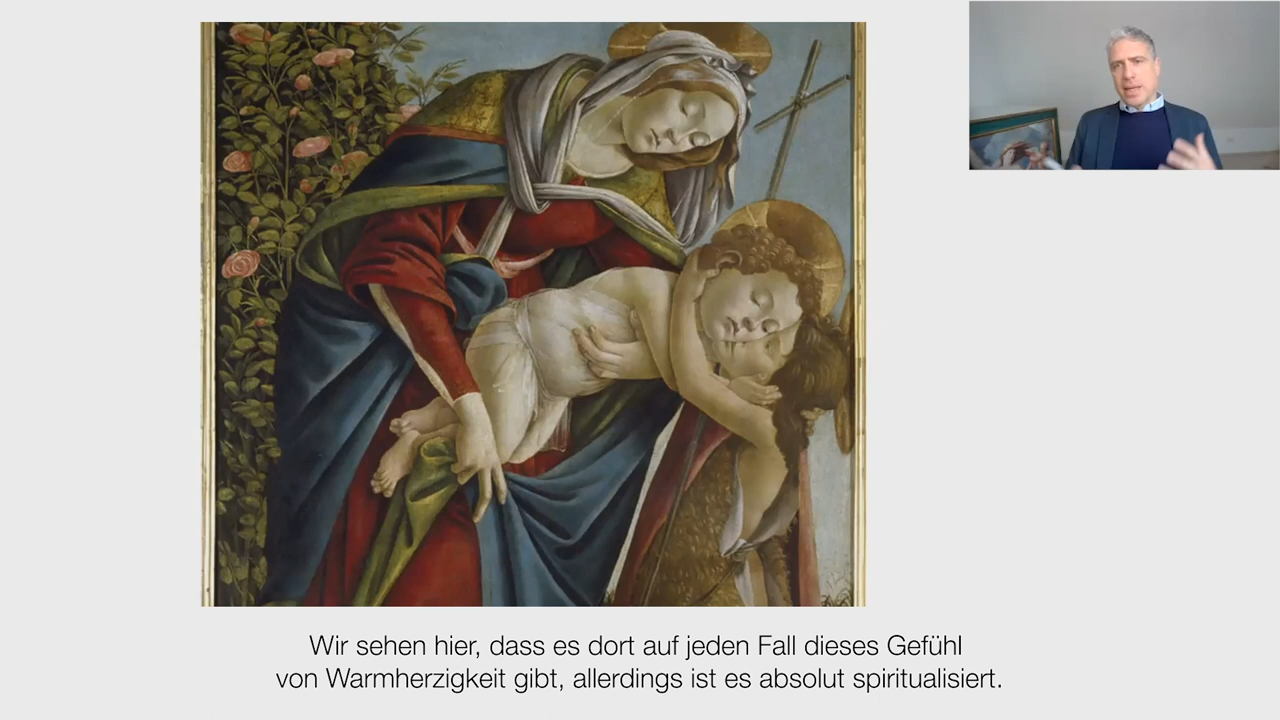 Wir sehen hier, dass es dort auf jeden Fall dieses Gefühl
von Warmherzigkeit gibt, allerdings ist es absolut spiritualisiert.